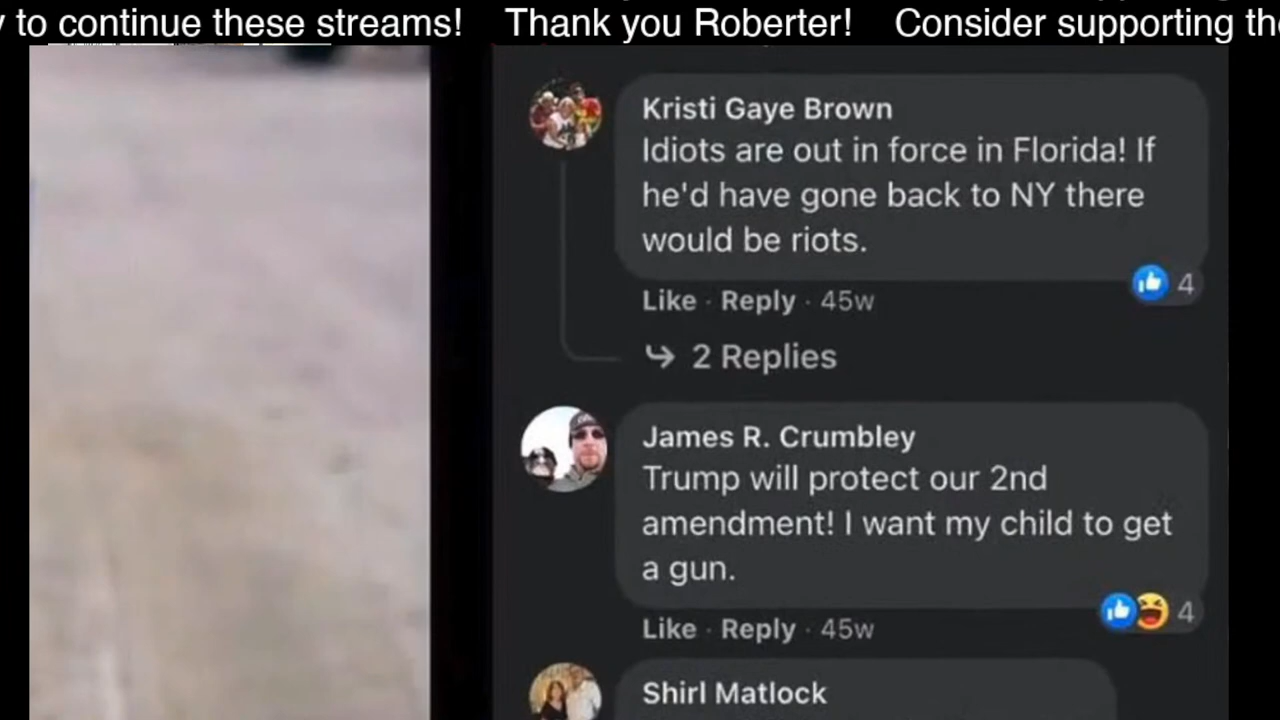 y to continue these streams! Thank you Roberter! Consider supporting th
Kristi Gaye Brown
Idiots are out in force in Florida! If
he'd have gone back to NY there
would be riots.
4
Like · Reply · 45w
2 Replies
James R. Crumbley
Trump will protect our 2nd
amendment! I want my child to get
a gun.
4
Like · Reply · 45w
Shirl Matlock